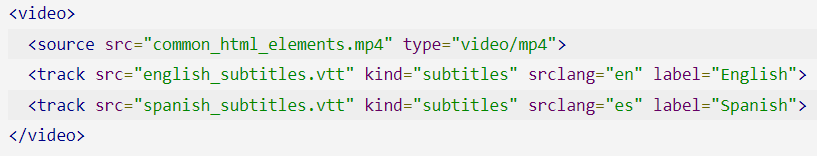 <video>
<source src="common_html_elements.mp4" type="video/mp4">
<track src="english_subtitles.vtt" kind="subtitles" srclang="en" label="English">
<track src="spanish_subtitles.vtt" kind="subtitles" srclang="es" label="Spanish">
</video>